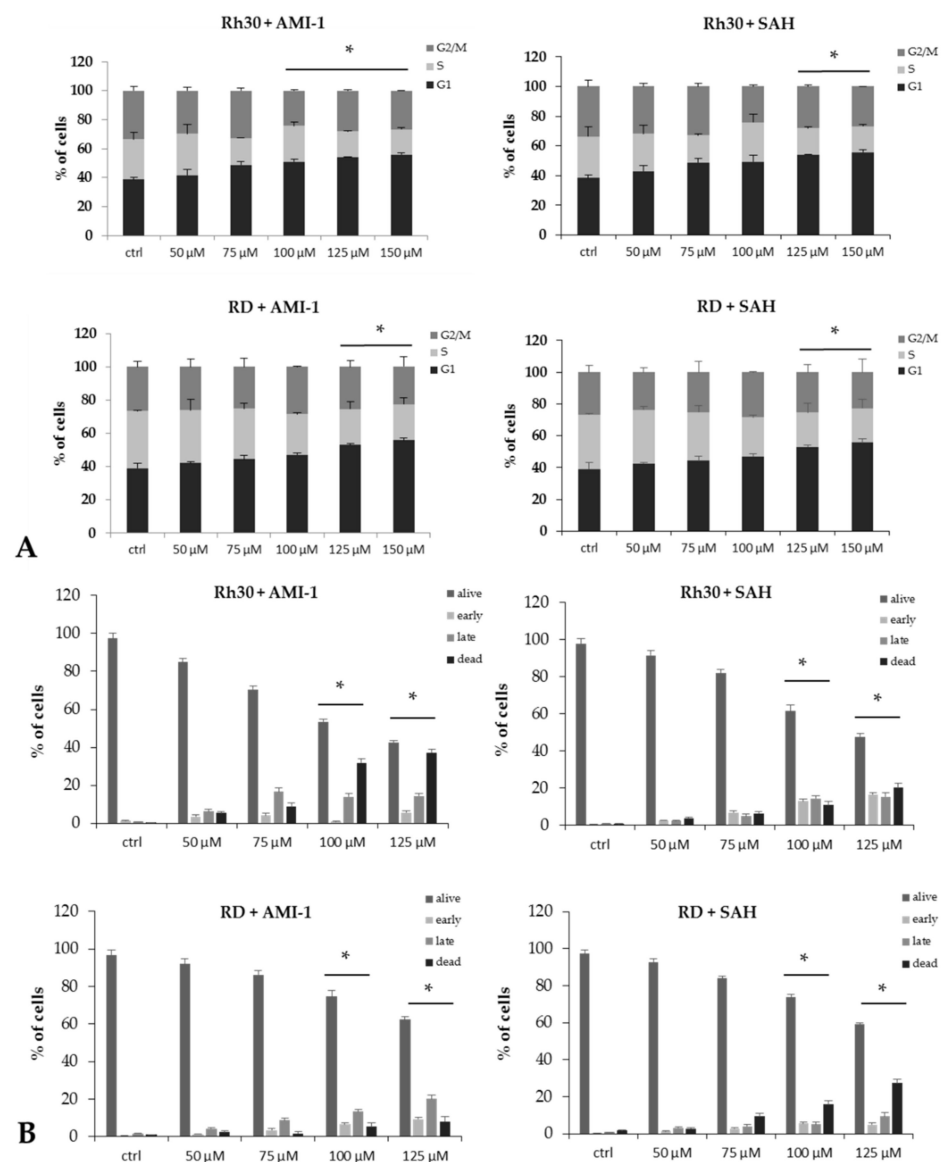 Rh30 + AMI-1
120
100
80
60
40
20
0
% of cells
*
G2/M
S
G1
ctrl 50 µM 75 µM 100 µM 125 µM 150 µM
Rh30 + SAH
120
100
80
60
40
20
0
% of cells
*
G2/M
S
G1
ctrl 50 µM 75 µM 100 µM 125 µM 150 µM
RD + AMI-1
120
100
80
60
40
20
0
% of cells
*
G2/M
S
G1
ctrl 50 µM 75 µM 100 µM 125 µM 150 µM
RD + SAH
120
100
80
60
40
20
0
% of cells
*
G2/M
S
G1
ctrl 50 µM 75 µM 100 µM 125 µM 150 µM
A
Rh30 + AMI-1
120
100
80
60
40
20
0
% of cells
* *
alive
early
late
dead
ctrl 50 µM 75 µM 100 µM 125 µM
Rh30 + SAH
120
100
80
60
40
20
0
% of cells
* *
alive
early
late
dead
ctrl 50 µM 75 µM 100 µM 125 µM
RD + AMI-1
120
100
80
60
40
20
0
% of cells
* *
alive
early
late
dead
ctrl 50 µM 75 µM 100 µM 125 µM
RD + SAH
120
100
80
60
40
20
0
% of cells
* *
alive
early
late
dead
ctrl 50 µM 75 µM 100 µM 125 µM
B